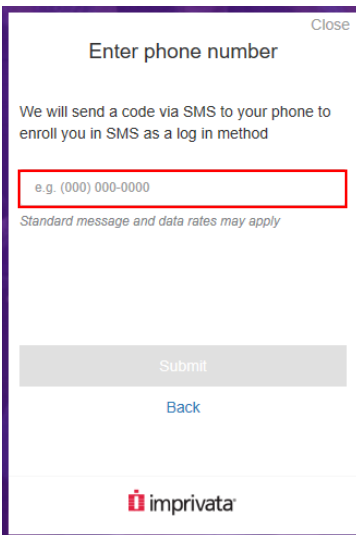 Close
Enter phone number
We will send a code via SMS to your phone to
enroll you in SMS as a log in method
e.g. (000) 000-0000
Standard message and data rates may apply
Submit
Back
imprivata